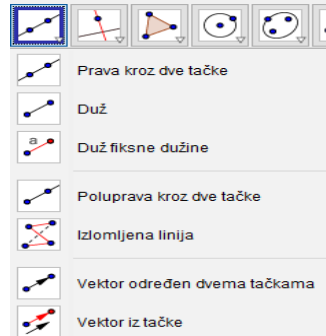 Prava kroz dve tačke
Duž
a
Duž fiksne dužine
Poluprava kroz dve tačke
Izlomljena linija
Vektor određen dvema tačkama
Vektor iz tačke